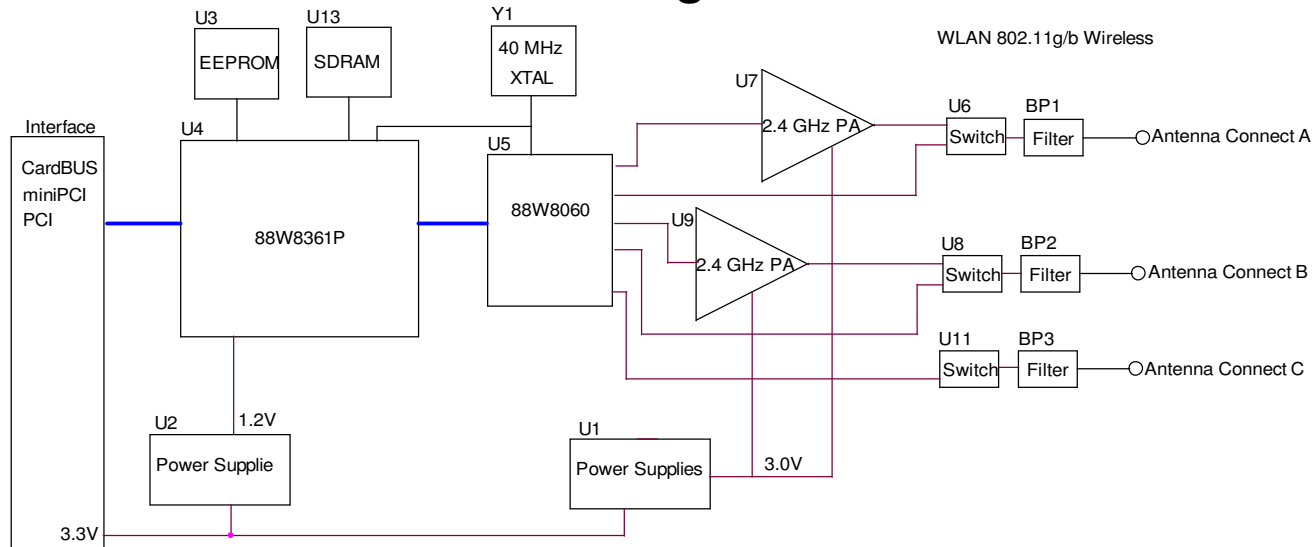 g
U3
U13
Y1
EEPROM
SDRAM
40 MHz
XTAL
WLAN 802.11g/b Wireless
U7
2.4 GHz PA
U6
Switch
BP1
Filter
Antenna Connect A
Interface
CardBUS
miniPCI
PCI
U4
88W8361P
U5
88W8060
U9
2.4 GHz PA
U8
Switch
BP2
Filter
Antenna Connect B
U11
Switch
BP3
Filter
Antenna Connect C
U2
1.2V
Power Supplie
U1
Power Supplies
3.0V
3.3V